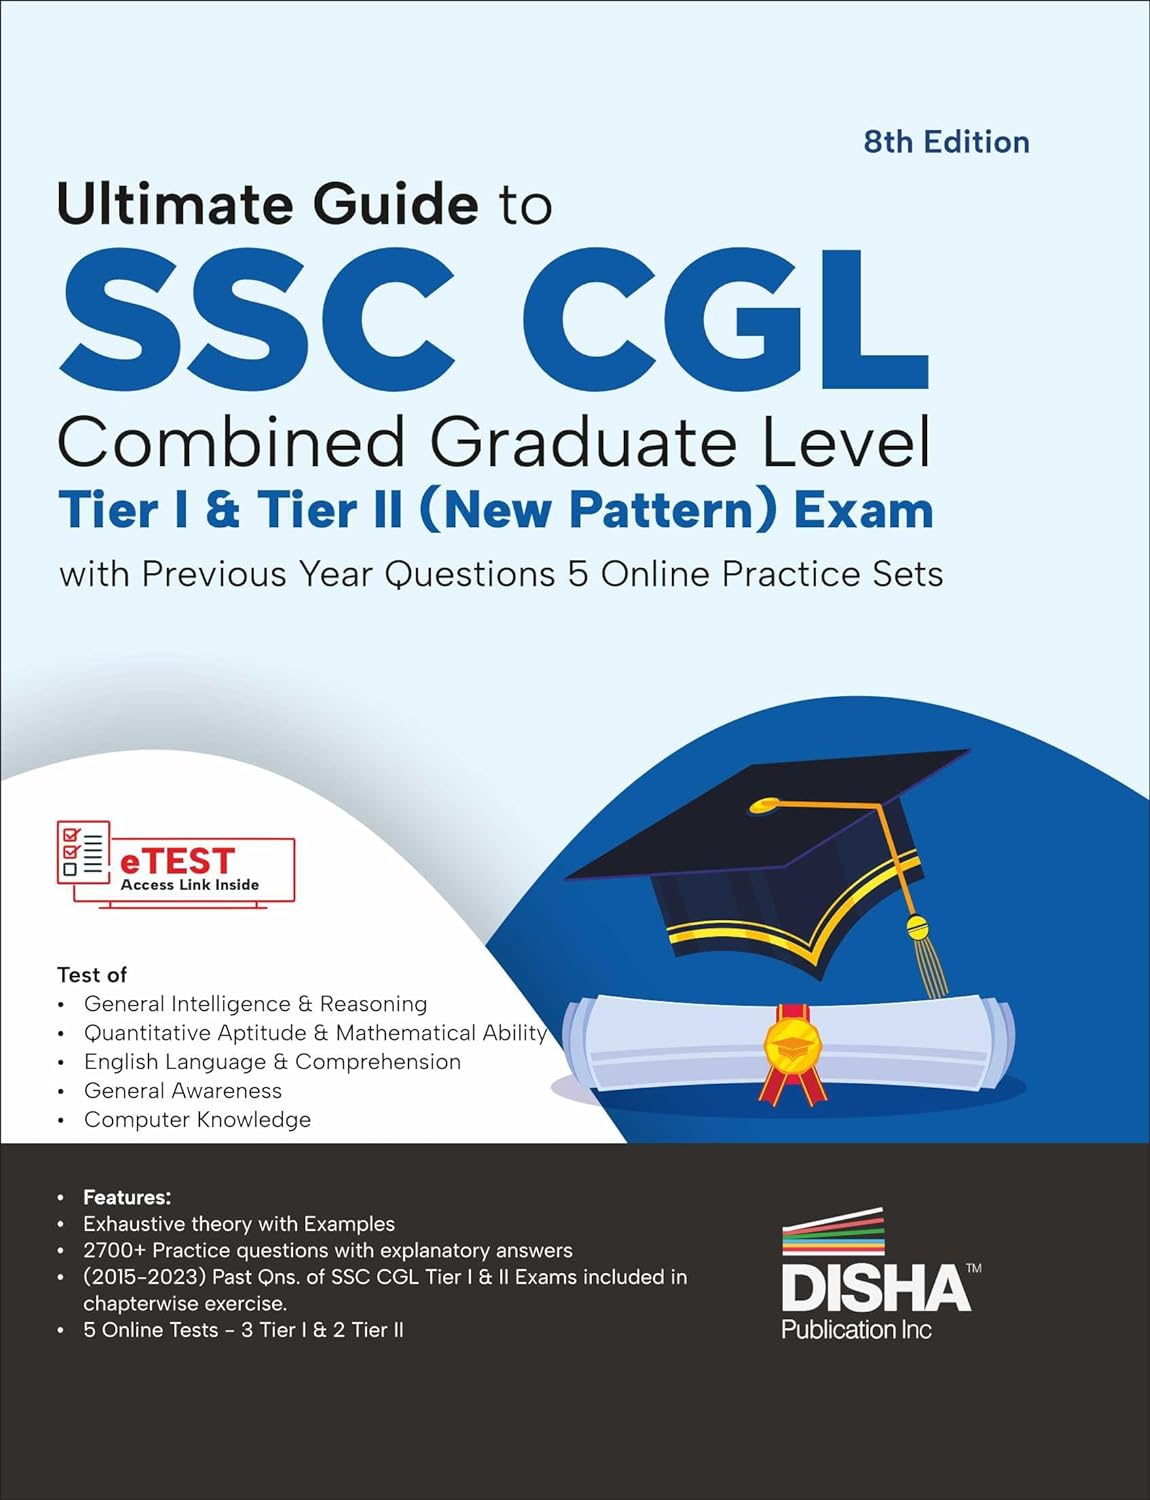 8th Edition
Ultimate Guide to
SSC CGL
Combined Graduate Level
Tier I & Tier II (New Pattern) Exam
with Previous Year Questions 5 Online Practice Sets
eTEST
Access Link Inside
Test of
• General Intelligence & Reasoning
• Quantitative Aptitude & Mathematical Ability
• English Language & Comprehension
• General Awareness
• Computer Knowledge
• Features:
• Exhaustive theory with Examples
• 2700+ Practice questions with explanatory answers
• (2015-2023) Past Qns. of SSC CGL Tier I & II Exams included in
chapterwise exercise.
• 5 Online Tests - 3 Tier I & 2 Tier II
DISHA™
Publication Inc